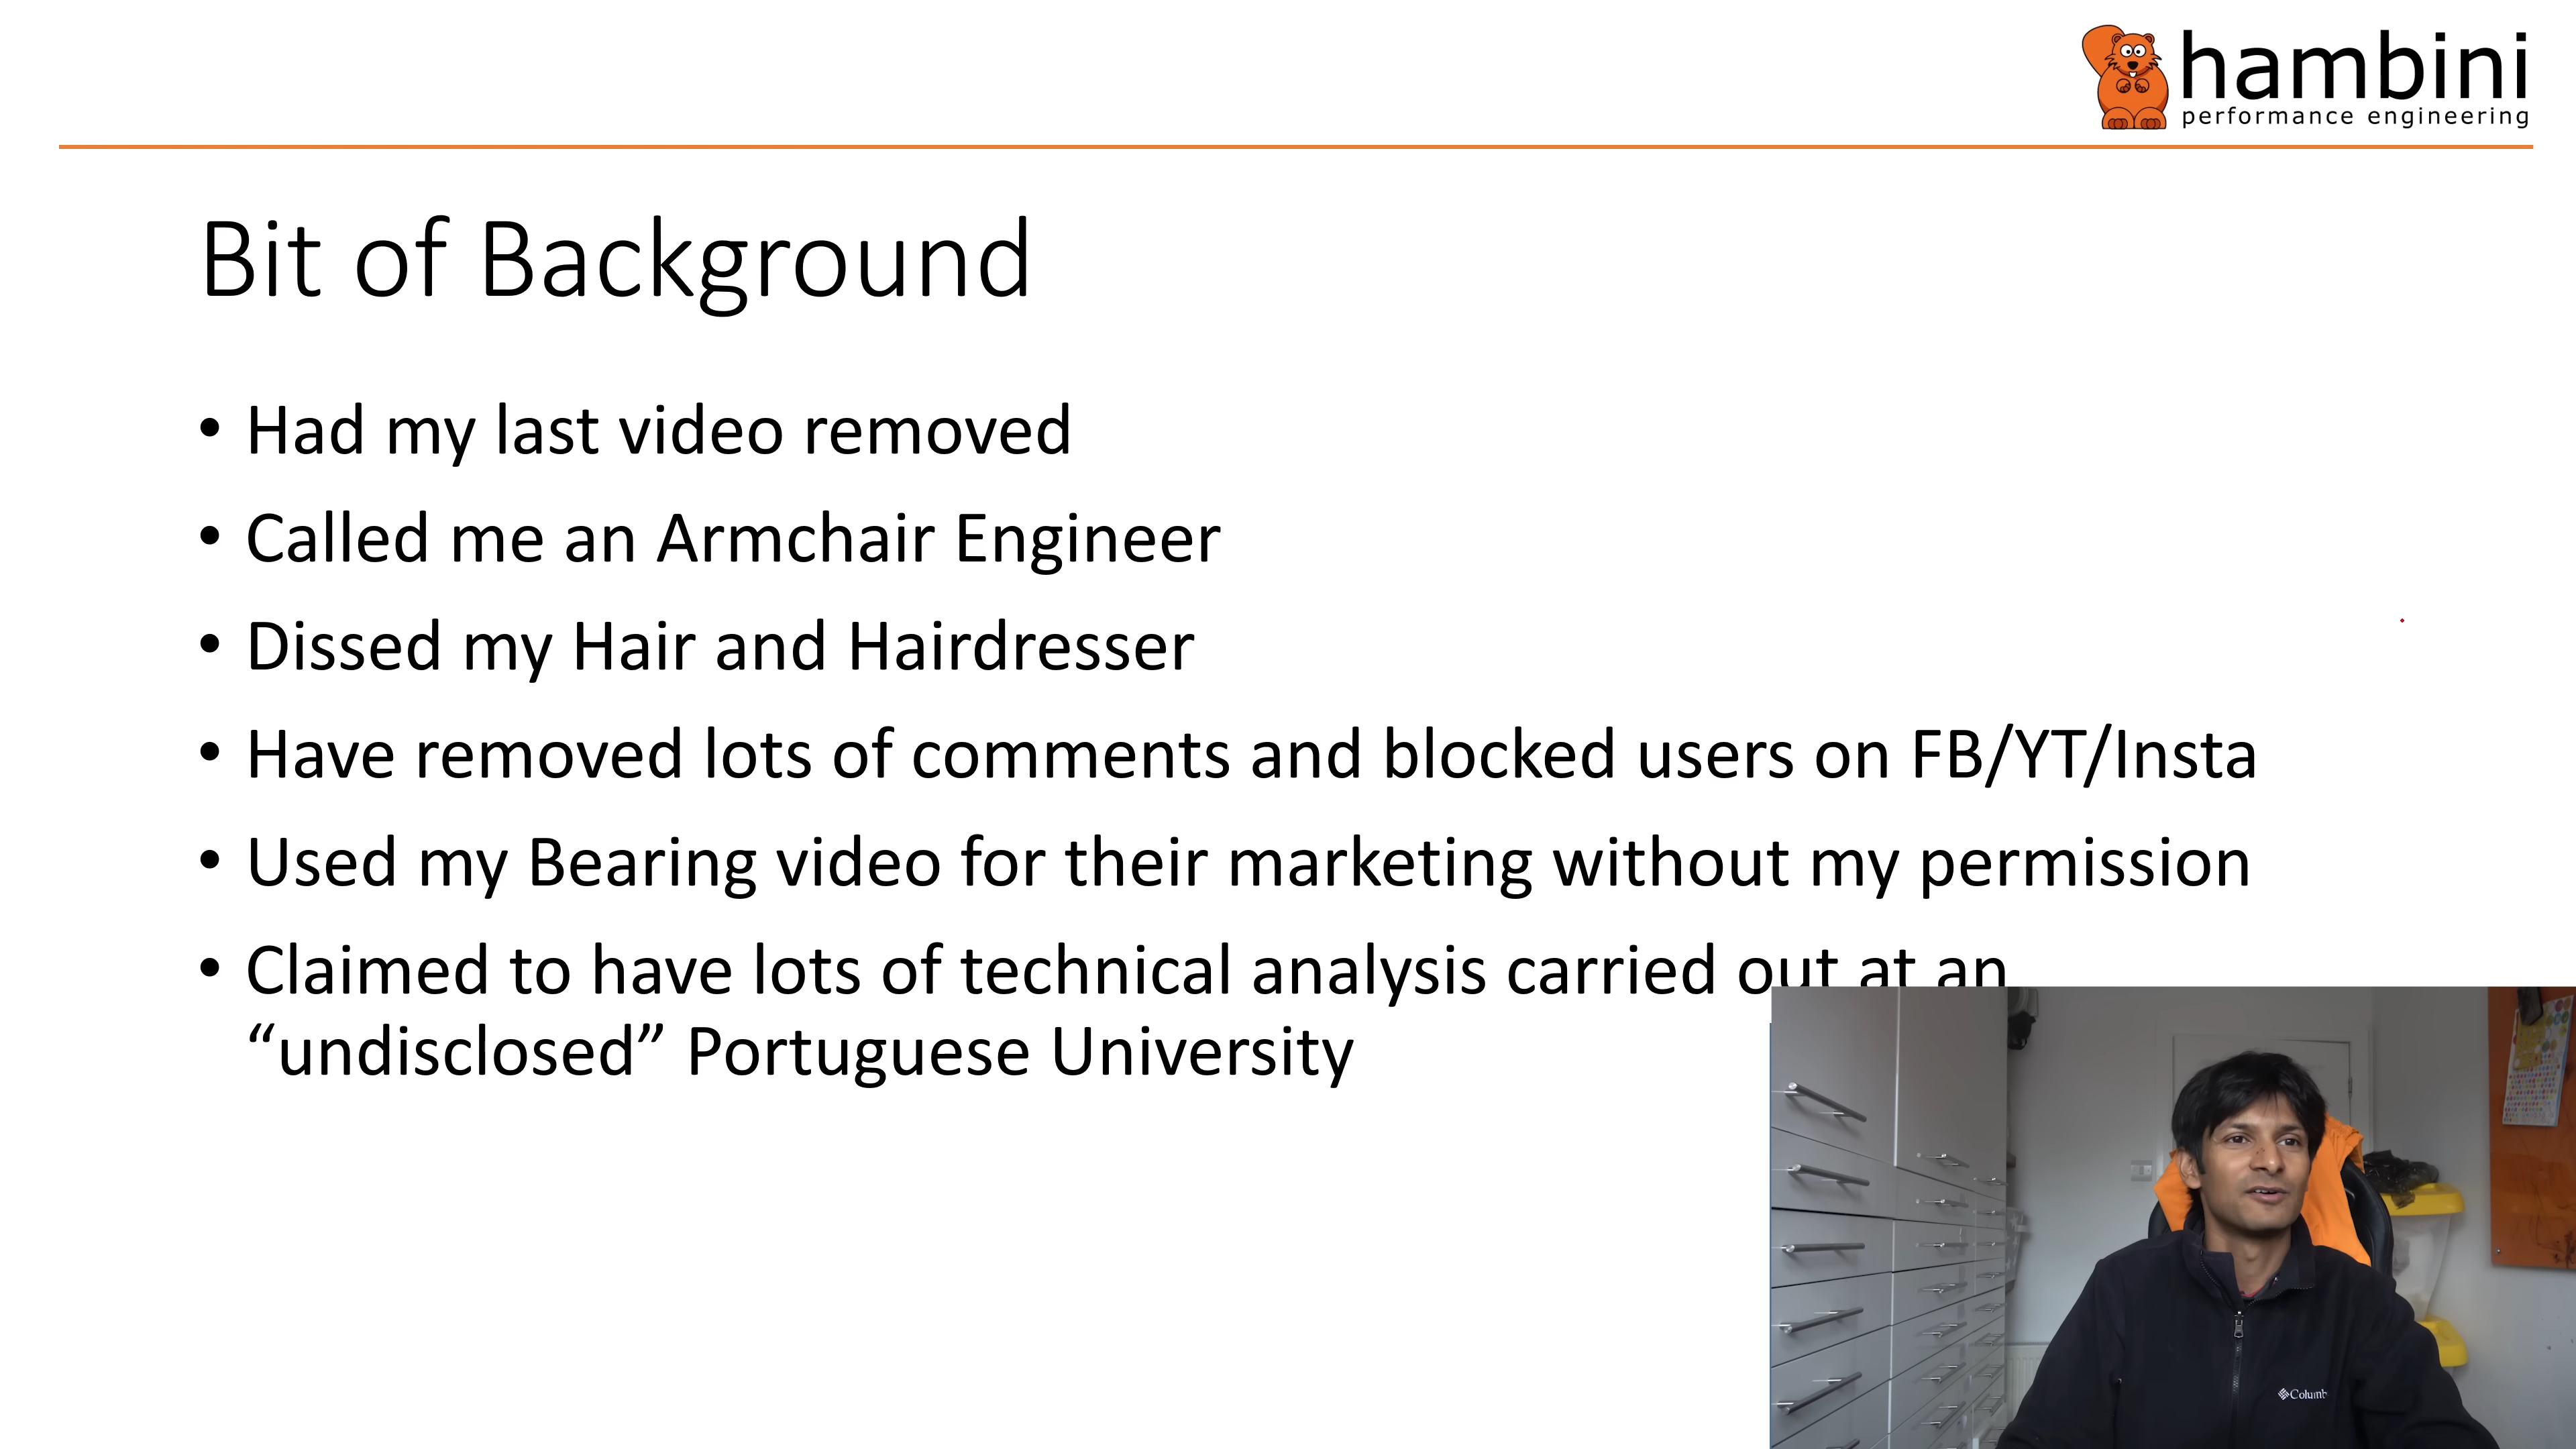 hambini
performance engineering
Bit of Background
• Had my last video removed
• Called me an Armchair Engineer
• Dissed my Hair and Hairdresser
• Have removed lots of comments and blocked users on FB/YT/Insta
• Used my Bearing video for their marketing without my permission
• Claimed to have lots of technical analysis carried out at an
“undisclosed” Portuguese University
Columb